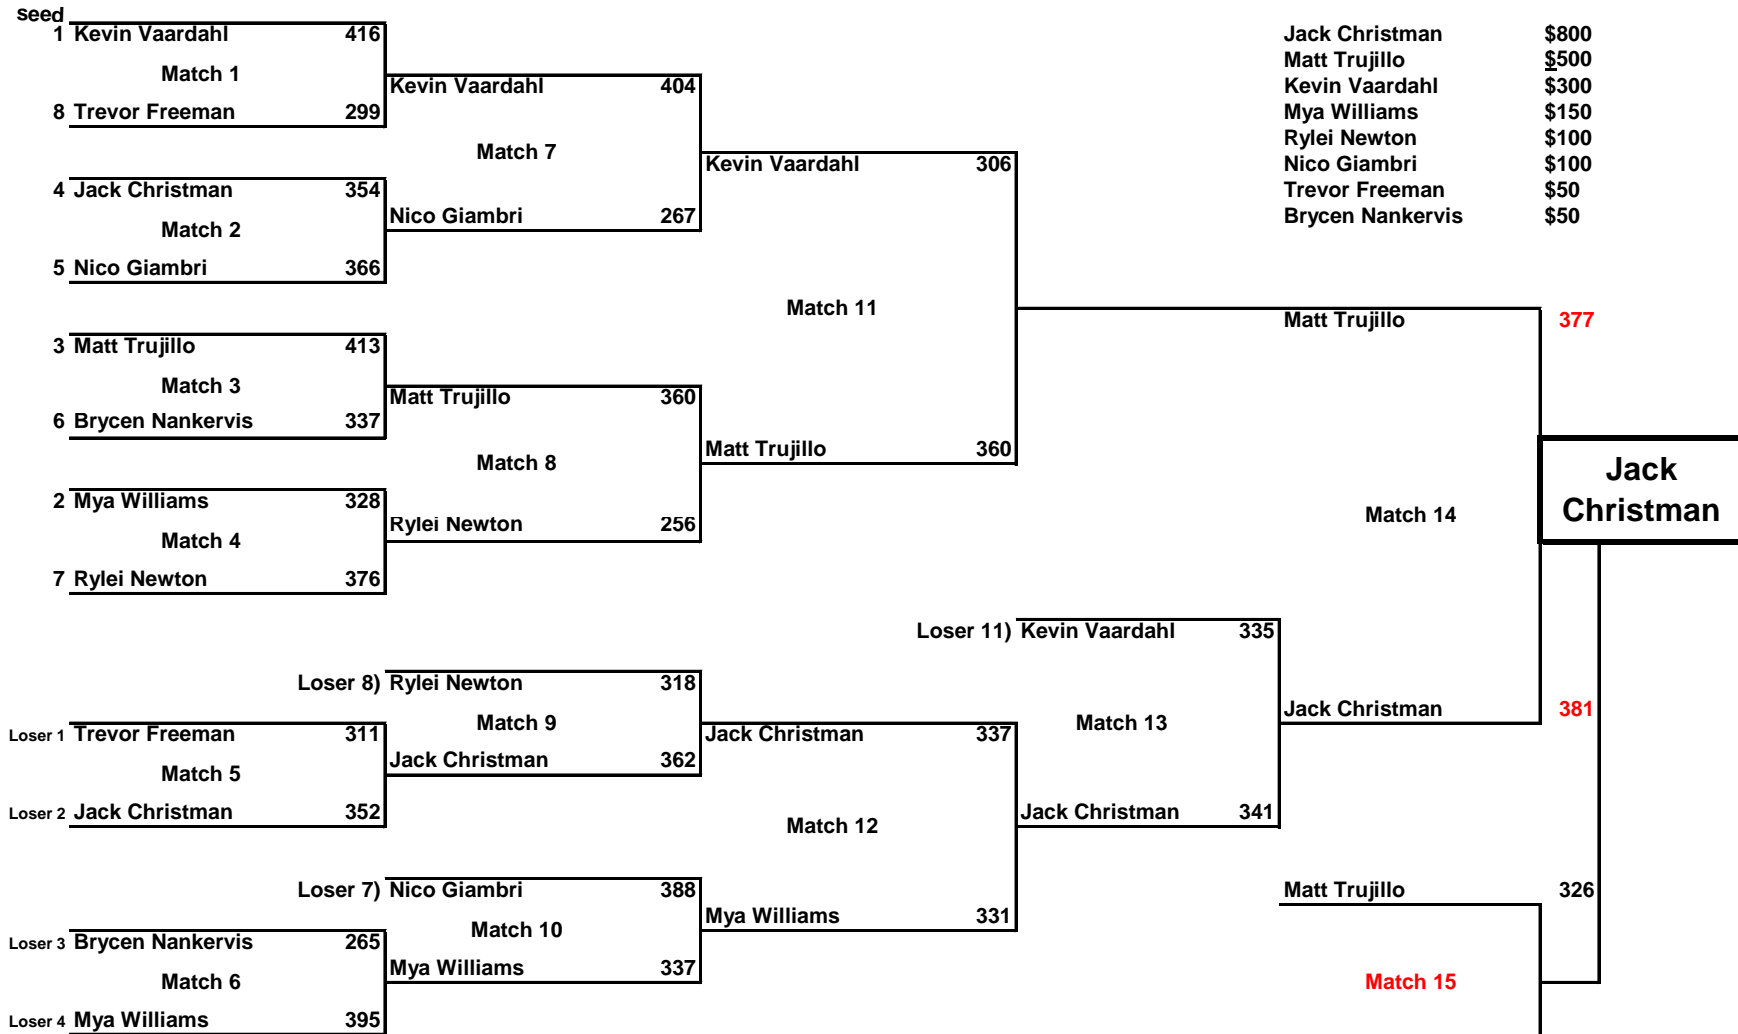 seed
1 Kevin Vaardahl 416
Match 1
8 Trevor Freeman 299
4 Jack Christman 354
Match 2
5 Nico Giambri 366
3 Matt Trujillo 413
Match 3
6 Brycen Nankervis 337
2 Mya Williams 328
Match 4
7 Rylei Newton 376
Kevin Vaardahl 404
Match 7
Nico Giambri 267
Matt Trujillo 360
Match 8
Rylei Newton 256
Kevin Vaardahl 306
Match 11
Matt Trujillo 360
Jack Christman $800
Matt Trujillo $500
Kevin Vaardahl $300
Mya Williams $150
Rylei Newton $100
Nico Giambri $100
Trevor Freeman $50
Brycen Nankervis $50
Matt Trujillo 377
Match 14
Jack
Christman
Jack Christman 381
Loser 11) Kevin Vaardahl 335
Match 13
Jack Christman 341
Loser 8) Rylei Newton 318
Match 9
Jack Christman 362
Loser 1 Trevor Freeman 311
Match 5
Loser 2 Jack Christman 352
Jack Christman 337
Match 12
Mya Williams 331
Loser 7) Nico Giambri 388
Match 10
Mya Williams 337
Loser 3 Brycen Nankervis 265
Match 6
Loser 4 Mya Williams 395
Matt Trujillo 326
Match 15